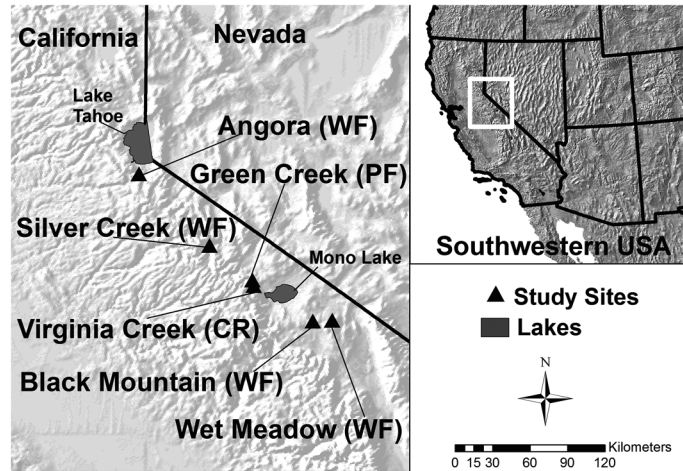 California
Nevada
Lake
Tahoe
Angora (WF)
Green Creek (PF)
Silver Creek (WF)
Mono Lake
Virginia Creek (CR)
Black Mountain (WF)
Wet Meadow (WF)
Southwestern USA
Study Sites
Lakes
N
Kilometers
0 15 30 60 90 120